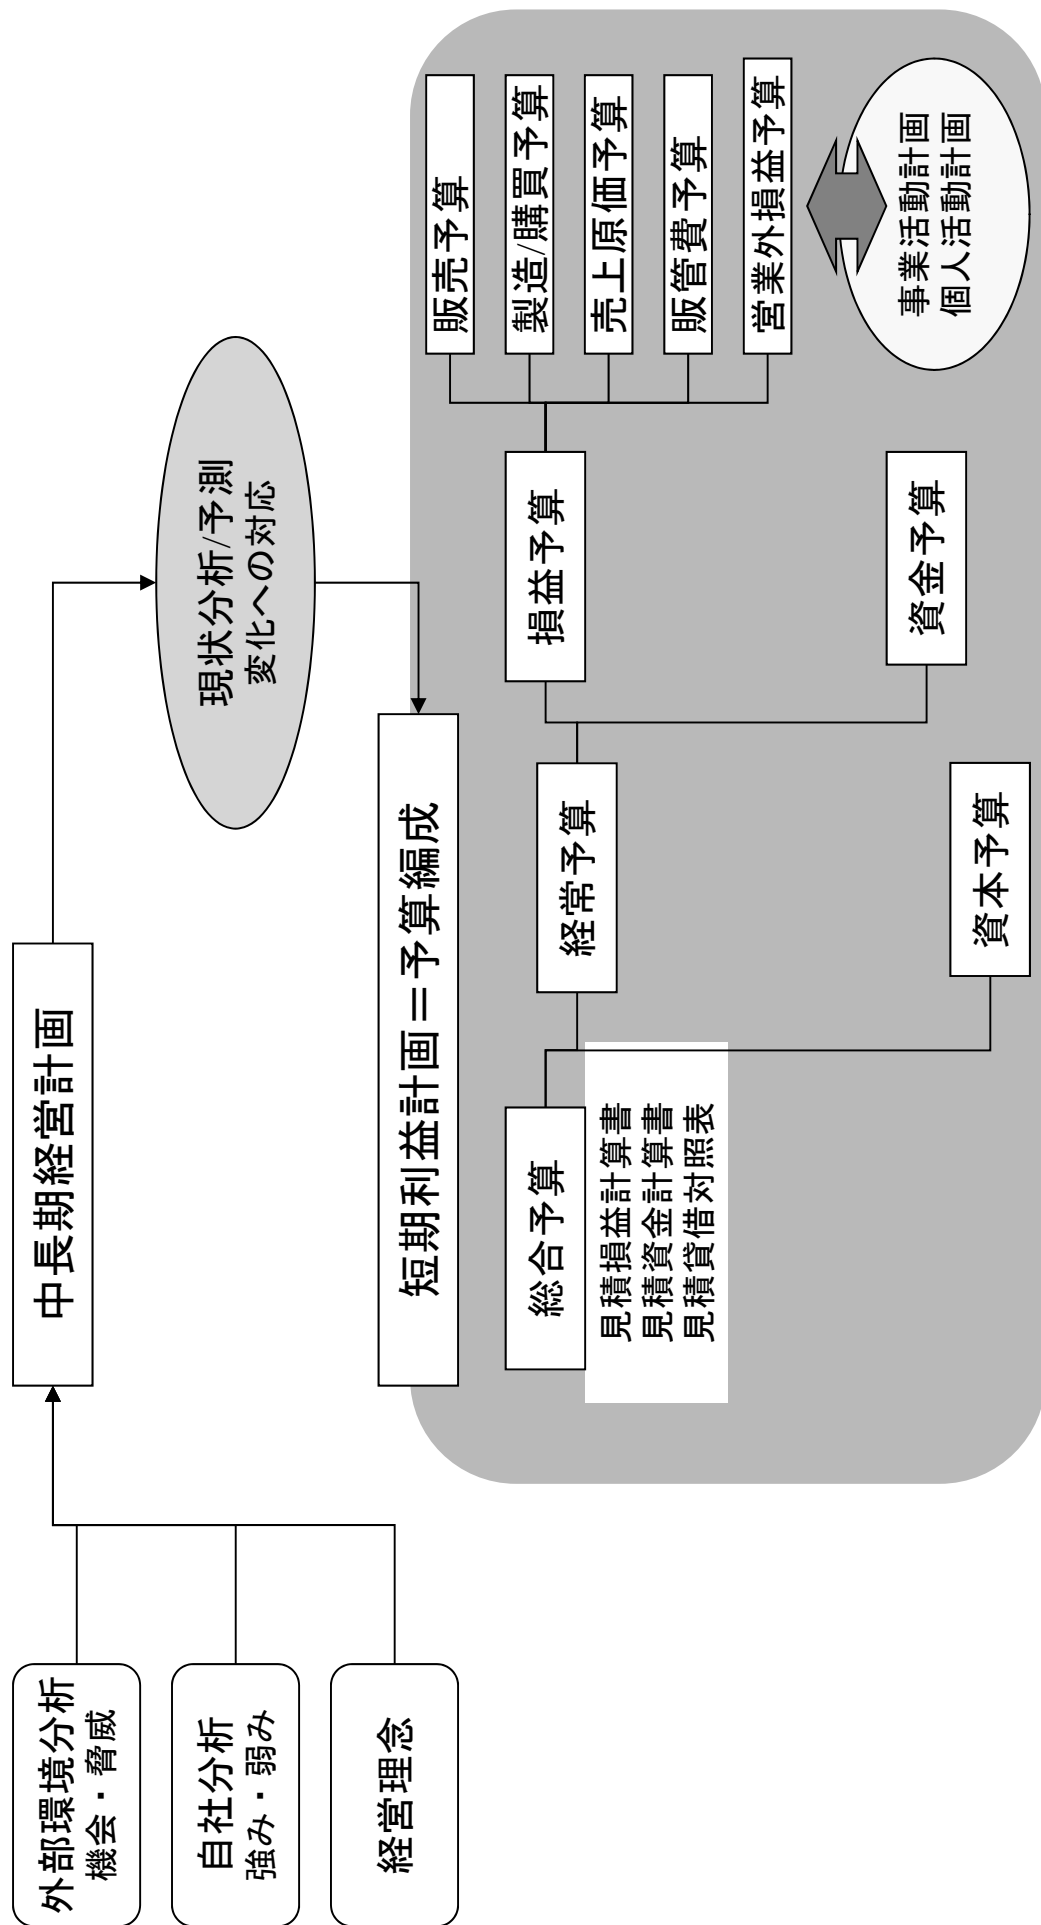 外部環境分析
機会・脅威
自社分析
強み・弱み
経営理念
中長期経営計画
現状分析/予測
変化への対応
短期利益計画＝予算編成
総合予算
見積損益計算書
見積資金計算書
見積貸借対照表
経常予算
資本予算
損益予算
資金予算
販売予算
製造/購買予算
売上原価予算
販管費予算
営業外損益予算
事業活動計画
個人活動計画